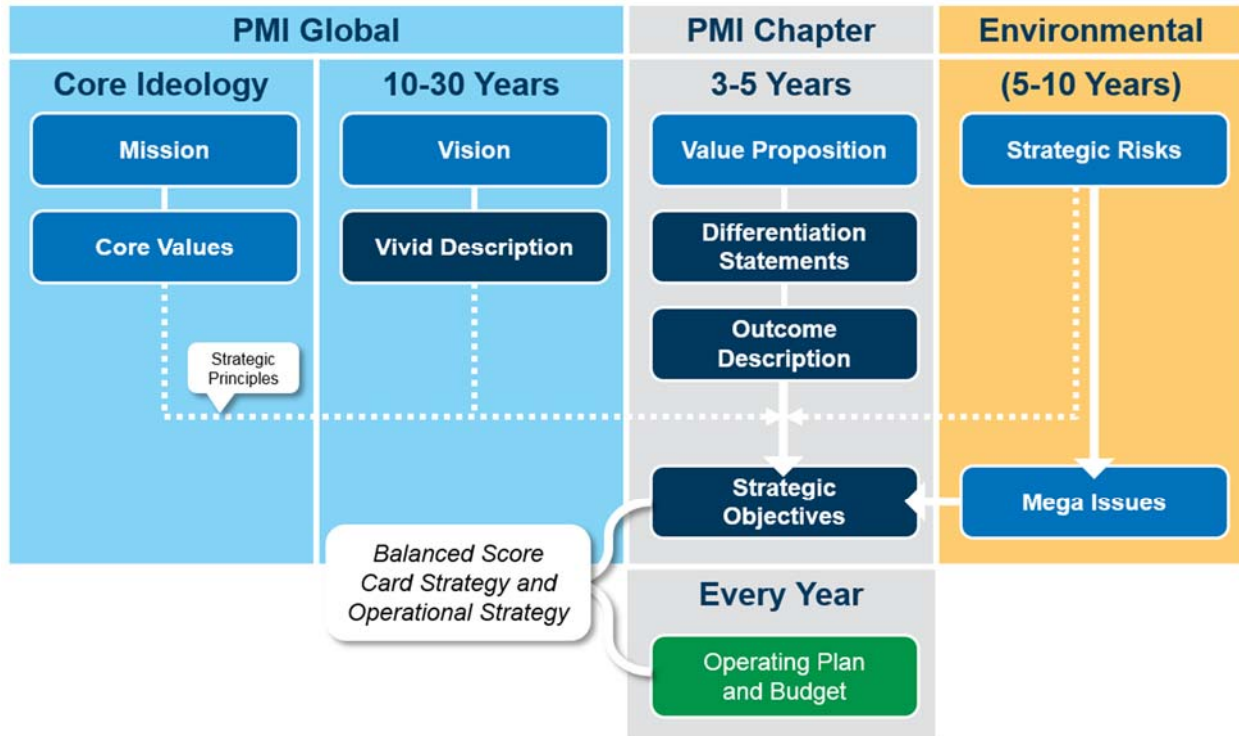 PMI Global
PMI Chapter
Environmental
Core Ideology
10-30 Years
3-5 Years
(5-10 Years)
Mission
Vision
Value Proposition
Strategic Risks
Core Values
Vivid Description
Differentiation
Statements
Outcome
Description
Strategic
Principles
Strategic
Objectives
Mega Issues
Balanced Score
Card Strategy and
Operational Strategy
Every Year
Operating Plan
and Budget